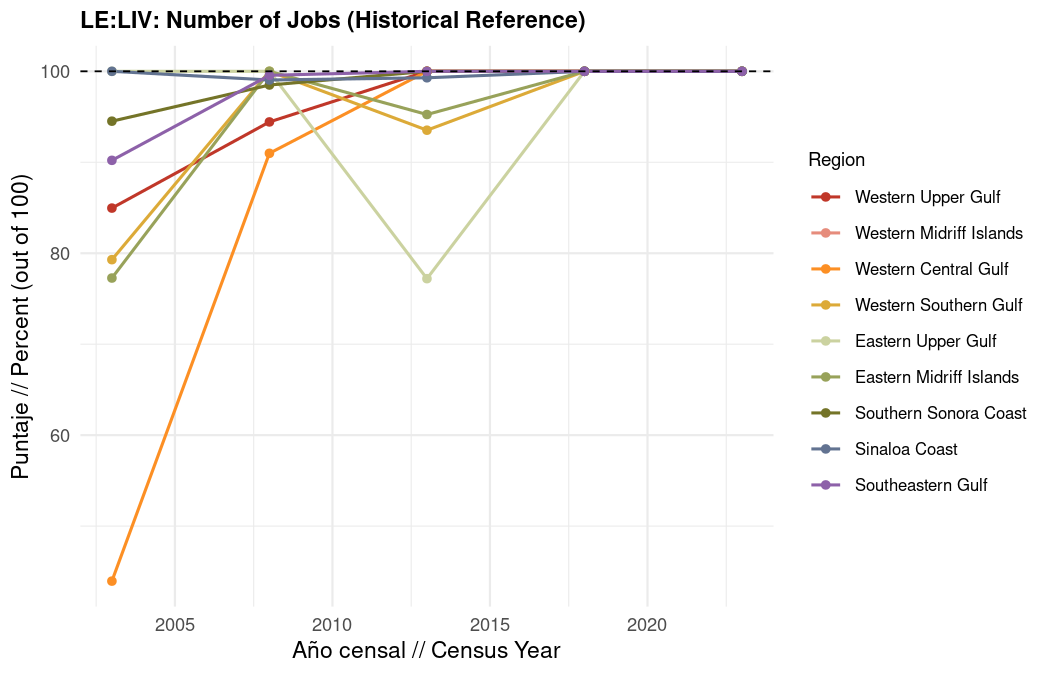 LE:LIV: Number of Jobs (Historical Reference)
Puntaje // Percent (out of 100)
100
80
60
2005
2010
2015
2020
Año censal // Census Year
Region
Western Upper Gulf
Western Midriff Islands
Western Central Gulf
Western Southern Gulf
Eastern Upper Gulf
Eastern Midriff Islands
Southern Sonora Coast
Sinaloa Coast
Southeastern Gulf